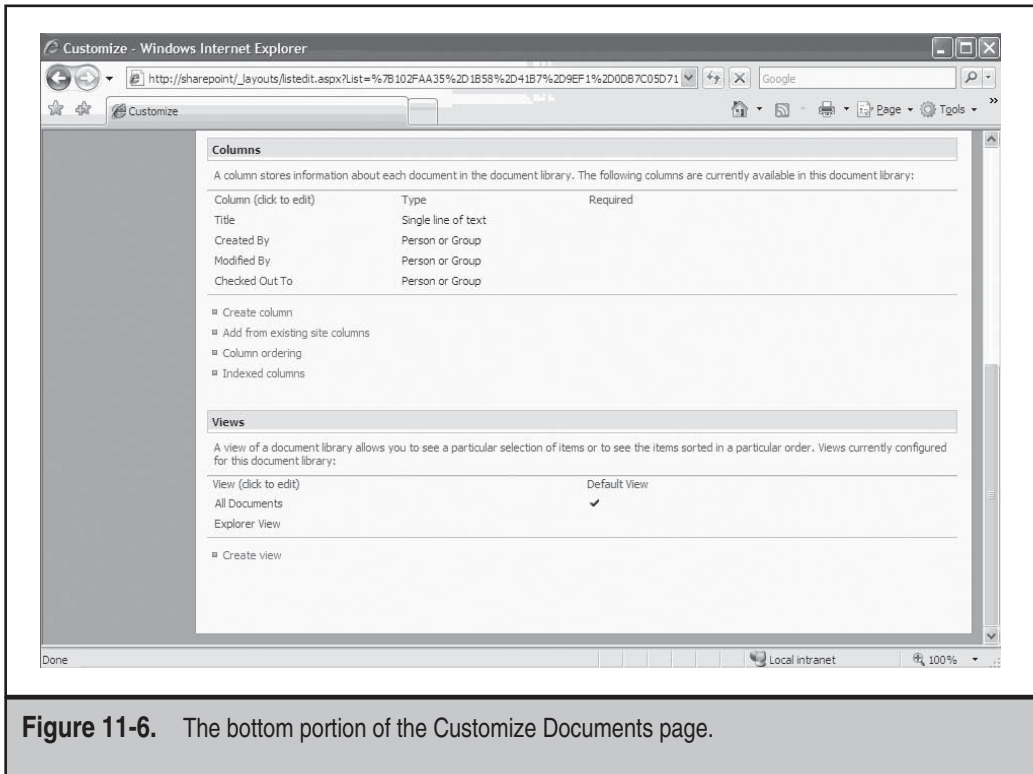 Customize - Windows Internet Explorer
http://sharepoint/_layouts/listedit.aspx?List=%7B102FAA35%2D1B58%2D41B7%2D9EF1%2D0DB7C05D71
Google
Customize
Page
Tools
Columns
A column stores information about each document in the document library. The following columns are currently available in this document library:
Column (click to edit) Type Required
Title Single line of text
Created By Person or Group
Modified By Person or Group
Checked Out To Person or Group
Create column
Add from existing site columns
Column ordering
Indexed columns
Views
A view of a document library allows you to see a particular selection of items or to see the items sorted in a particular order. Views currently configured
for this document library:
View (click to edit) Default View
All Documents ✔
Explorer View
Create view
Done Local intranet 100%
Figure 11-6. The bottom portion of the Customize Documents page.